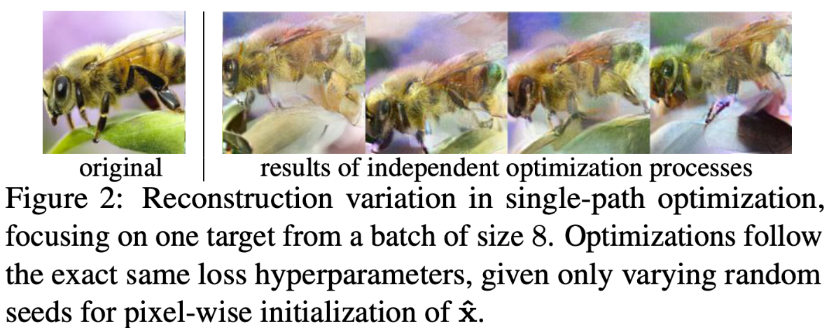 original
results of independent optimization processes
Figure 2: Reconstruction variation in single-path optimization,
focusing on one target from a batch of size 8. Optimizations follow
the exact same loss hyperparameters, given only varying random
seeds for pixel-wise initialization of x̂.